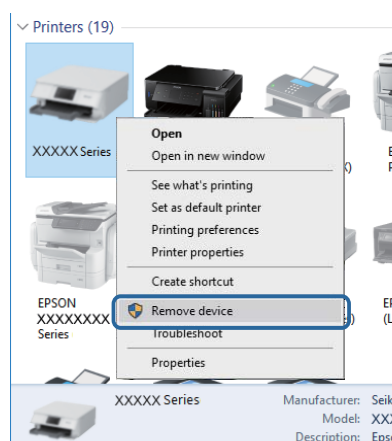 Printers (19)
XXXXX Series
Open
Open in new window
See what's printing
Set as default printer
Printing preferences
Printer properties
Create shortcut
Remove device
Troubleshoot
Properties
EPSON
XXXXXXXX
Series
XXXXX Series
Manufacturer:
Model:
Description: